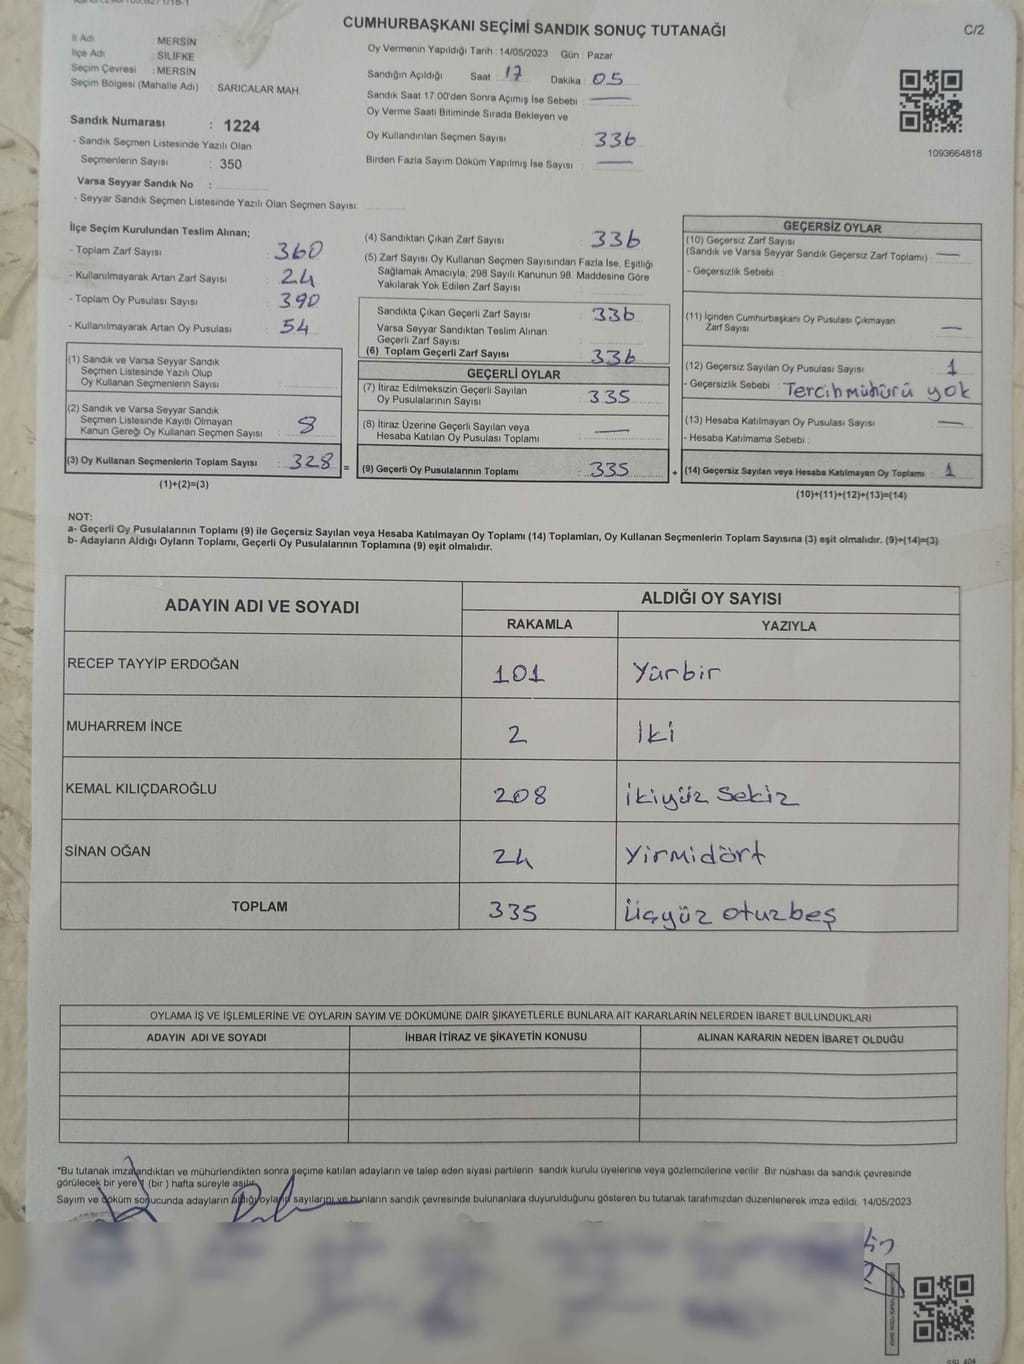 CUMHURBAŞKANI SEÇİMİ SANDIK SONUÇ TUTANAĞI
C/2
İl Adı MERSİN
İlçe Adı SİLİFKE
Seçim Çevresi : MERSİN
Seçim Bölgesi (Mahalle Adı) : SARICALAR MAH.
Sandık Numarası : 1224
- Sandık Seçmen Listesinde Yazılı Olan
Seçmenlerin Sayısı : 350
Varsa Seyyar Sandık No :
- Seyyar Sandık Seçmen Listesinde Yazılı Olan Seçmen Sayısı:
Oy Vermenin Yapıldığı Tarih : 14/05/2023 Gün : Pazar
Sandığın Açıldığı Saat 17 Dakika : 05
Sandık Saat 17:00'den Sonra Açımış İse Sebebi : —
Oy Verme Saati Bitiminde Sırada Bekleyen ve
Oy Kullandırılan Seçmen Sayısı : 336
Birden Fazla Sayım Döküm Yapılmış İse Sayısı : —
1093664818
İlçe Seçim Kurulundan Teslim Alınan;
- Toplam Zarf Sayısı : 360
- Kullanılmayarak Artan Zarf Sayısı : 24
- Toplam Oy Pusulası Sayısı : 390
- Kullanılmayarak Artan Oy Pusulası : 54
(1) Sandık ve Varsa Seyyar Sandık
Seçmen Listesinde Yazılı Olup
Oy Kullanan Seçmenlerin Sayısı :
(2) Sandık ve Varsa Seyyar Sandık
Seçmen Listesinde Kayıtlı Olmayan
Kanun Gereği Oy Kullanan Seçmen Sayısı : 8
(3) Oy Kullanan Seçmenlerin Toplam Sayısı : 328 =
(1)+(2)=(3)
(4) Sandıktan Çıkan Zarf Sayısı : 336
(5) Zarf Sayısı Oy Kullanan Seçmen Sayısından Fazla İse, Eşitliği
Sağlamak Amacıyla, 298 Sayılı Kanunun 98. Maddesine Göre
Yakılarak Yok Edilen Zarf Sayısı :
Sandıkta Çıkan Geçerli Zarf Sayısı : 336
Varsa Seyyar Sandıktan Teslim Alınan
Geçerli Zarf Sayısı :
(6) Toplam Geçerli Zarf Sayısı : 336
GEÇERLİ OYLAR
(7) İtiraz Edilmeksizin Geçerli Sayılan
Oy Pusulalarının Sayısı : 335
(8) İtiraz Üzerine Geçerli Sayılan veya
Hesaba Katılan Oy Pusulası Toplamı : —
(9) Geçerli Oy Pusulalarının Toplamı : 335 +
GEÇERSİZ OYLAR
(10) Geçersiz Zarf Sayısı
(Sandık ve Varsa Seyyar Sandık Geçersiz Zarf Toplamı) : —
- Geçersizlik Sebebi :
(11) İçinden Cumhurbaşkanı Oy Pusulası Çıkmayan
Zarf Sayısı : —
(12) Geçersiz Sayılan Oy Pusulası Sayısı : 1
- Geçersizlik Sebebi : Tercih mühürü yok
(13) Hesaba Katılmayan Oy Pusulası Sayısı : —
- Hesaba Katılmama Sebebi :
(14) Geçersiz Sayılan veya Hesaba Katılmayan Oy Toplamı : 1
(10)+(11)+(12)+(13)=(14)
NOT:
a- Geçerli Oy Pusulalarının Toplamı (9) ile Geçersiz Sayılan veya Hesaba Katılmayan Oy Toplamı (14) Toplamları, Oy Kullanan Seçmenlerin Toplam Sayısına (3) eşit olmalıdır. (9)+(14)=(3)
b- Adayların Aldığı Oyların Toplamı, Geçerli Oy Pusulalarının Toplamına (9) eşit olmalıdır.
ADAYIN ADI VE SOYADI ALDIĞI OY SAYISI
RAKAMLA YAZIYLA
RECEP TAYYİP ERDOĞAN 101 Yüzbir
MUHARREM İNCE 2 İki
KEMAL KILIÇDAROĞLU 208 İkiyüz Sekiz
SİNAN OĞAN 24 Yirmidört
TOPLAM 335 Üçyüz otuzbeş
OYLAMA İŞ VE İŞLEMLERİNE VE OYLARIN SAYIM VE DÖKÜMÜNE DAİR ŞİKAYETLERLE BUNLARA AİT KARARLARIN NELERDEN İBARET BULUNDUKLARI
ADAYIN ADI VE SOYADI İHBAR İTİRAZ VE ŞİKAYETİN KONUSU ALINAN KARARIN NEDEN İBARET OLDUĞU
*Bu tutanak imzalandıktan ve mühürlendikten sonra seçime katılan adayların ve talep eden siyasi partilerin sandık kurulu üyelerine veya gözlemcilerine verilir. Bir nüshası da sandık çevresinde
görülecek bir yere 1 (bir) hafta süreyle asılır.
Sayım ve döküm sonucunda adayların aldığı oyların sayılarını ve bunların sandık çevresinde bulunanlara duyurulduğunu gösteren bu tutanak tarafımızdan düzenlenerek imza edildi. 14/05/2023